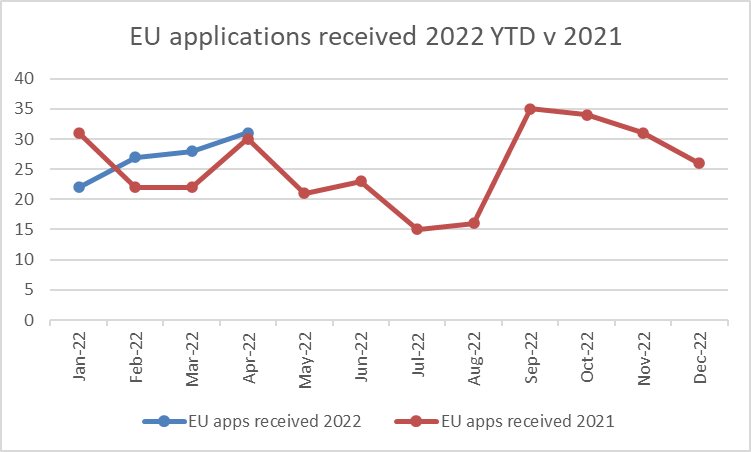 EU applications received 2022 YTD v 2021
40
35
30
25
20
15
10
5
0
Jan-22
Feb-22
Mar-22
Apr-22
May-22
Jun-22
Jul-22
Aug-22
Sep-22
Oct-22
Nov-22
Dec-22
EU apps received 2022
EU apps received 2021